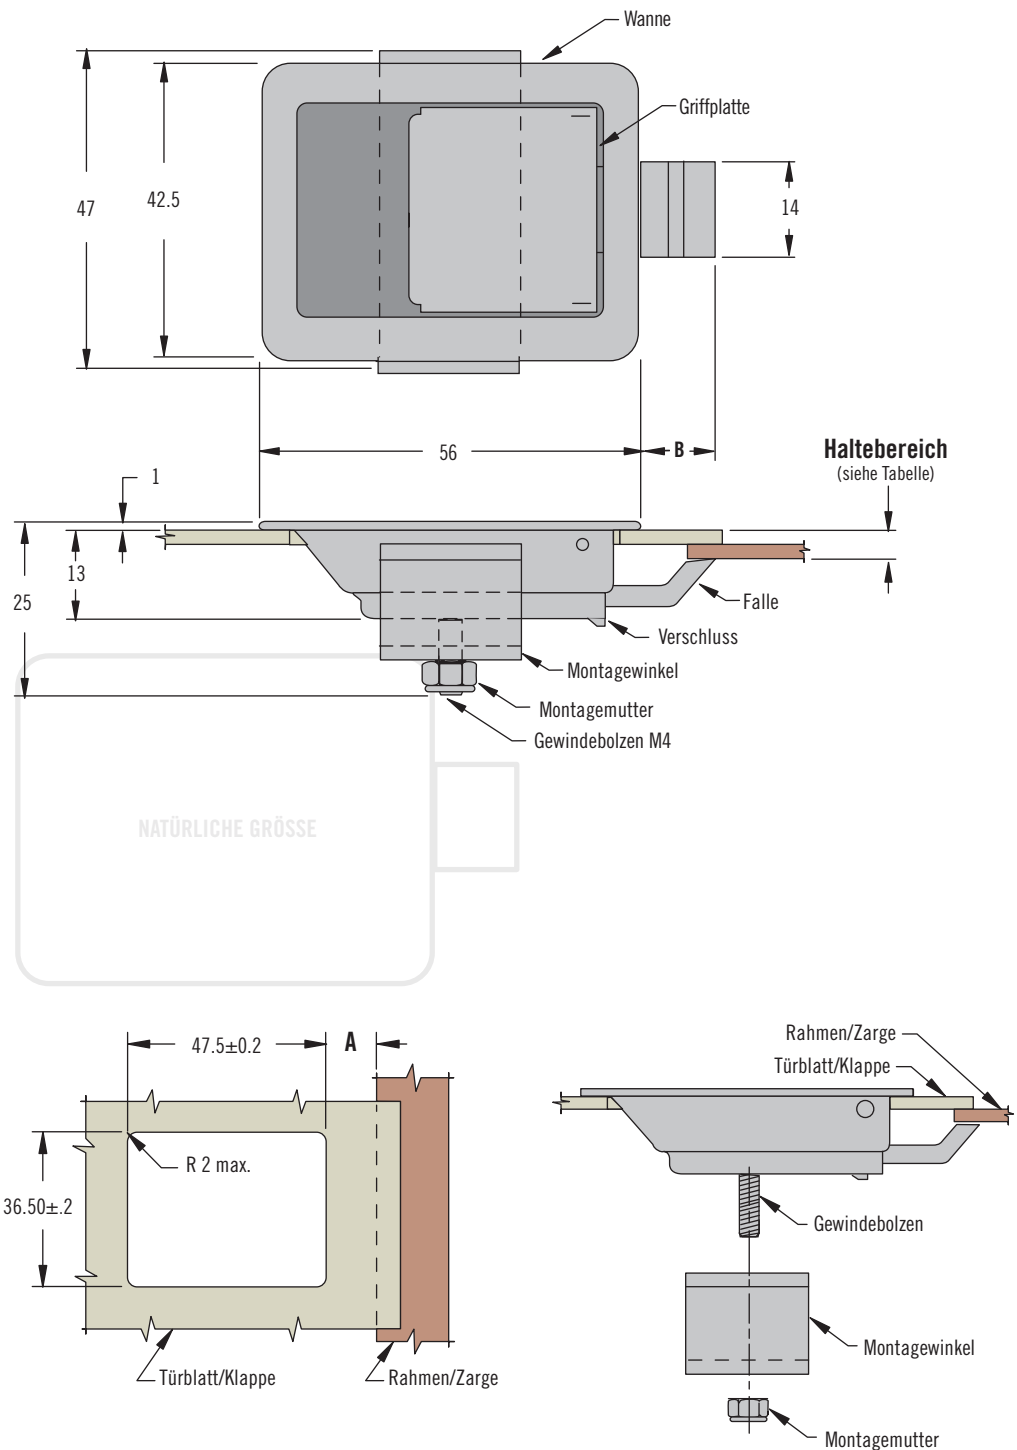 Wanne
Griffplatte
47
42.5
14
56
B
Haltebereich
(siehe Tabelle)
1
13
25
Falle
Verschluss
Montagewinkel
Montagemutter
Gewindebolzen M4
NATÜRLICHE GRÖSSE
47.5±0.2
A
R 2 max.
36.50±.2
Türblatt/Klappe
Rahmen/Zarge
Rahmen/Zarge
Türblatt/Klappe
Gewindebolzen
Montagewinkel
Montagemutter